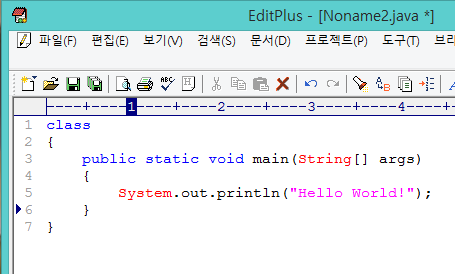 EditPlus - [Noname2.java *]
파일(F) 편집(E) 보기(V) 검색(S) 문서(D) 프로젝트(P) 도구(T) 브라
----+----1----+----2----+----3----+----4----+--
1 class
2 {
3 public static void main(String[] args)
4 {
5 System.out.println("Hello World!");
6 }
7 }